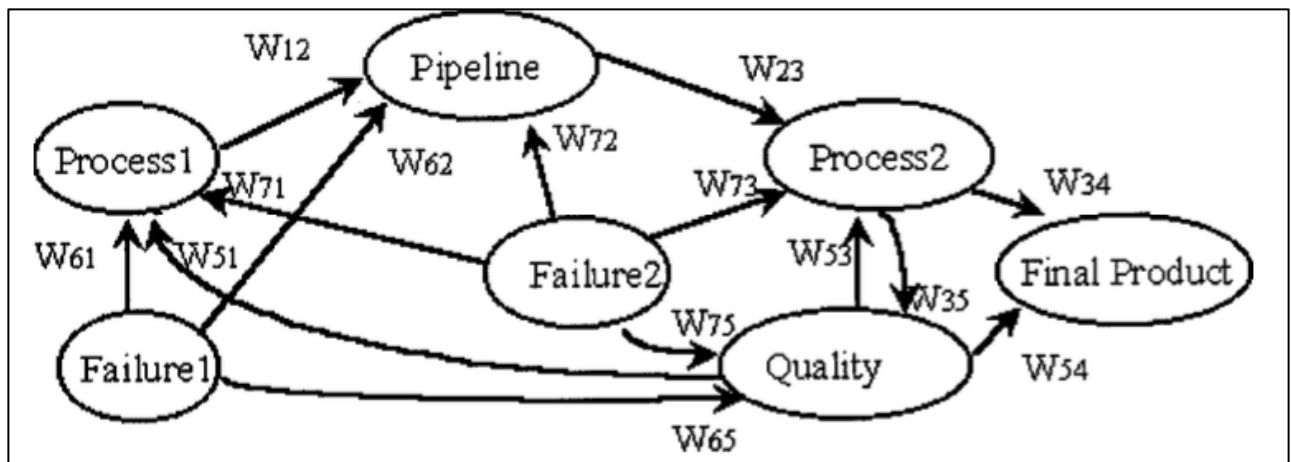 W12
Pipeline
W23
Process1
W62
W72
Process2
W71
W73
W34
W61
W51
Failure2
W53
Final Product
W35
Failure1
W75
Quality
W54
W65